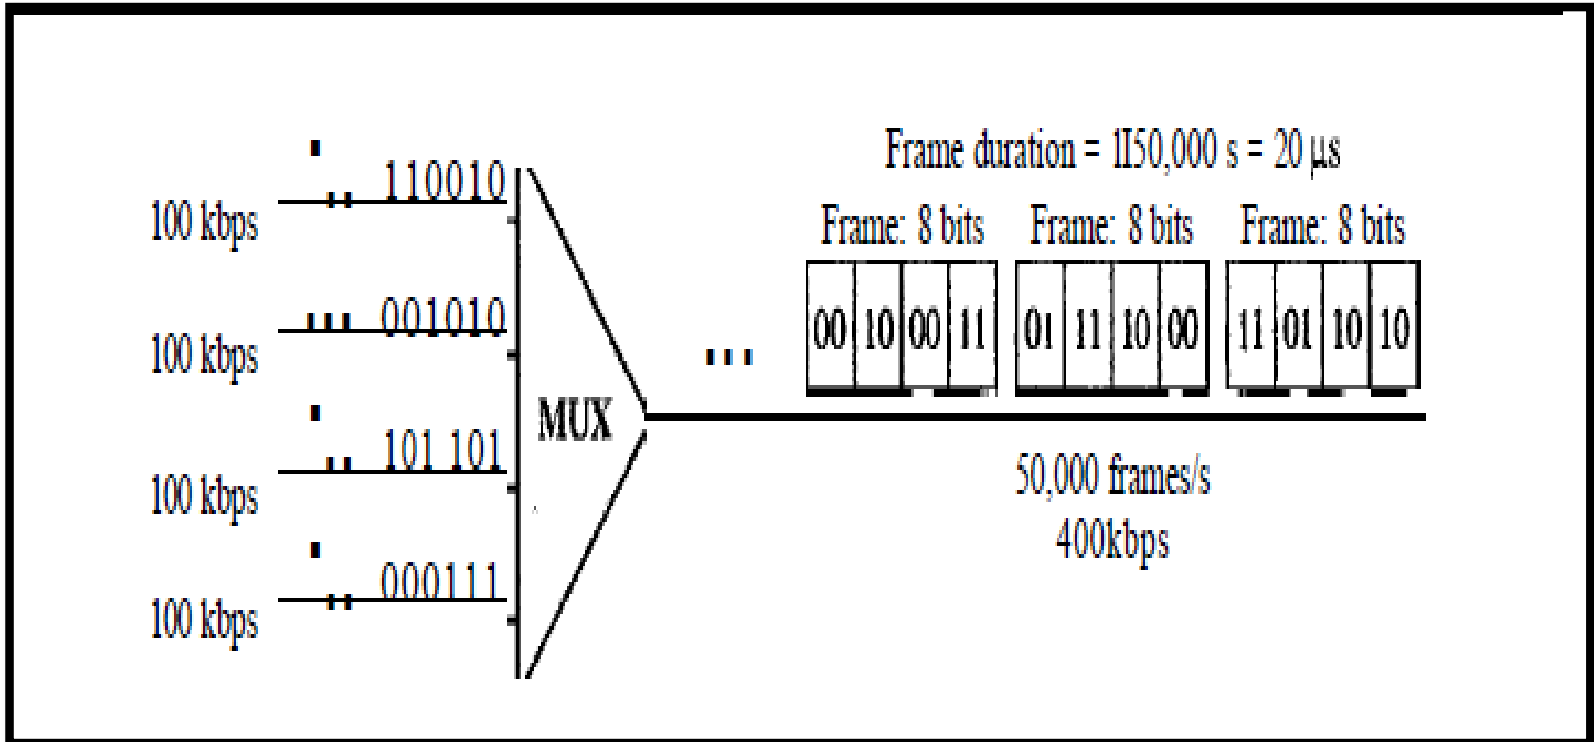 Frame duration = 1I50,000 s = 20 μs
Frame: 8 bits Frame: 8 bits Frame: 8 bits
110010
100 kbps
001010
100 kbps
00 10 00 11 01 11 10 00 11 01 10 10
...
MUX
101 101
100 kbps
50,000 frames/s
400kbps
000111
100 kbps